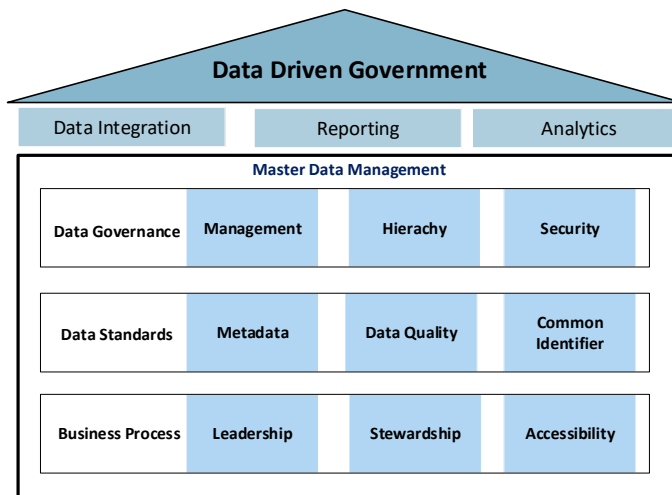 Data Driven Government
Data Integration
Reporting
Analytics
Master Data Management
Data Governance
Management
Hierachy
Security
Data Standards
Metadata
Data Quality
Common
Identifier
Business Process
Leadership
Stewardship
Accessibility